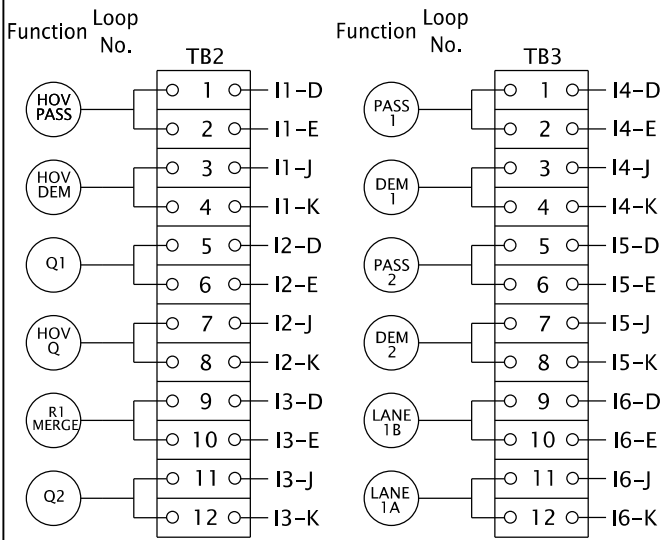 Function Loop No.
TB2
HOV PASS
1 I1-D
2 I1-E
HOV DEM
3 I1-J
4 I1-K
Q1
5 I2-D
6 I2-E
HOV Q
7 I2-J
8 I2-K
R1 MERGE
9 I3-D
10 I3-E
Q2
11 I3-J
12 I3-K
Function Loop No.
TB3
PASS 1
1 I4-D
2 I4-E
DEM 1
3 I4-J
4 I4-K
PASS 2
5 I5-D
6 I5-E
DEM 2
7 I5-J
8 I5-K
LANE 1B
9 I6-D
10 I6-E
LANE 1A
11 I6-J
12 I6-K